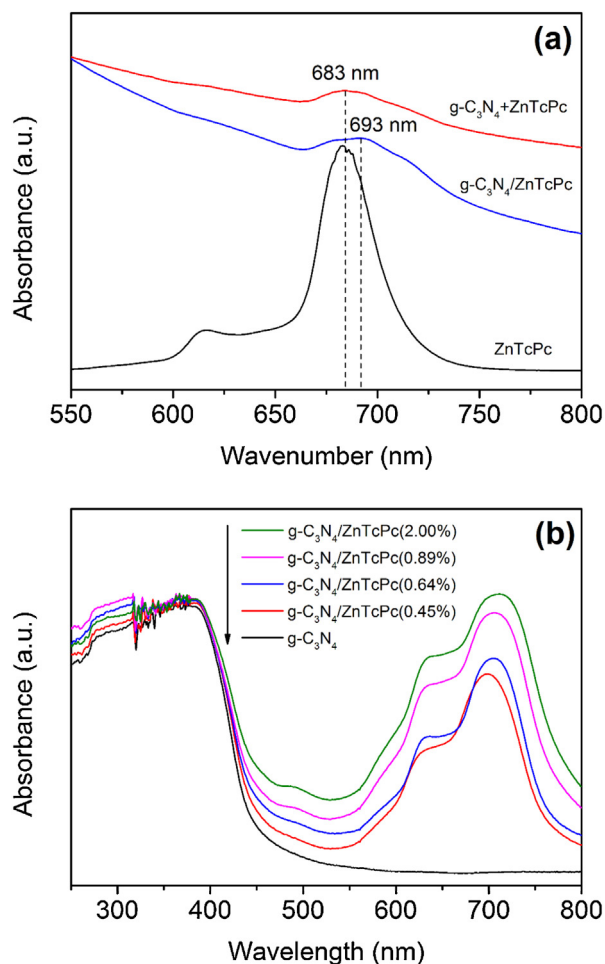 (a)
683 nm
g-C₃N₄+ZnTcPc
693 nm
g-C₃N₄/ZnTcPc
ZnTcPc
Absorbance (a.u.)
550 600 650 700 750 800
Wavenumber (nm)
(b)
g-C₃N₄/ZnTcPc(2.00%)
g-C₃N₄/ZnTcPc(0.89%)
g-C₃N₄/ZnTcPc(0.64%)
g-C₃N₄/ZnTcPc(0.45%)
g-C₃N₄
Absorbance (a.u.)
300 400 500 600 700 800
Wavelength (nm)